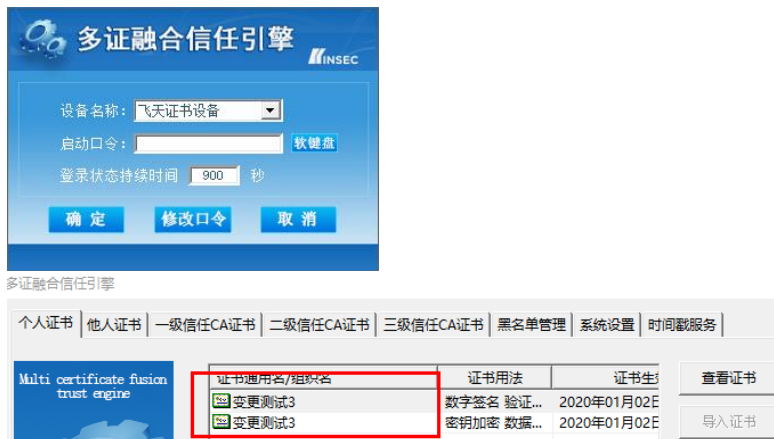 多证融合信任引擎
INSEC
设备名称： 飞天证书设备
启动口令： 软键盘
登录状态持续时间 900 秒
确 定 修改口令 取 消
多证融合信任引擎
个人证书 他人证书 一级信任CA证书 二级信任CA证书 三级信任CA证书 黑名单管理 系统设置 时间戳服务
Multi certificate fusion
trust engine
证书通用名/组织名 证书用法 证书生
变更测试3 数字签名 验证... 2020年01月02日
变更测试3 密钥加密 数据... 2020年01月02日
查看证书
导入证书